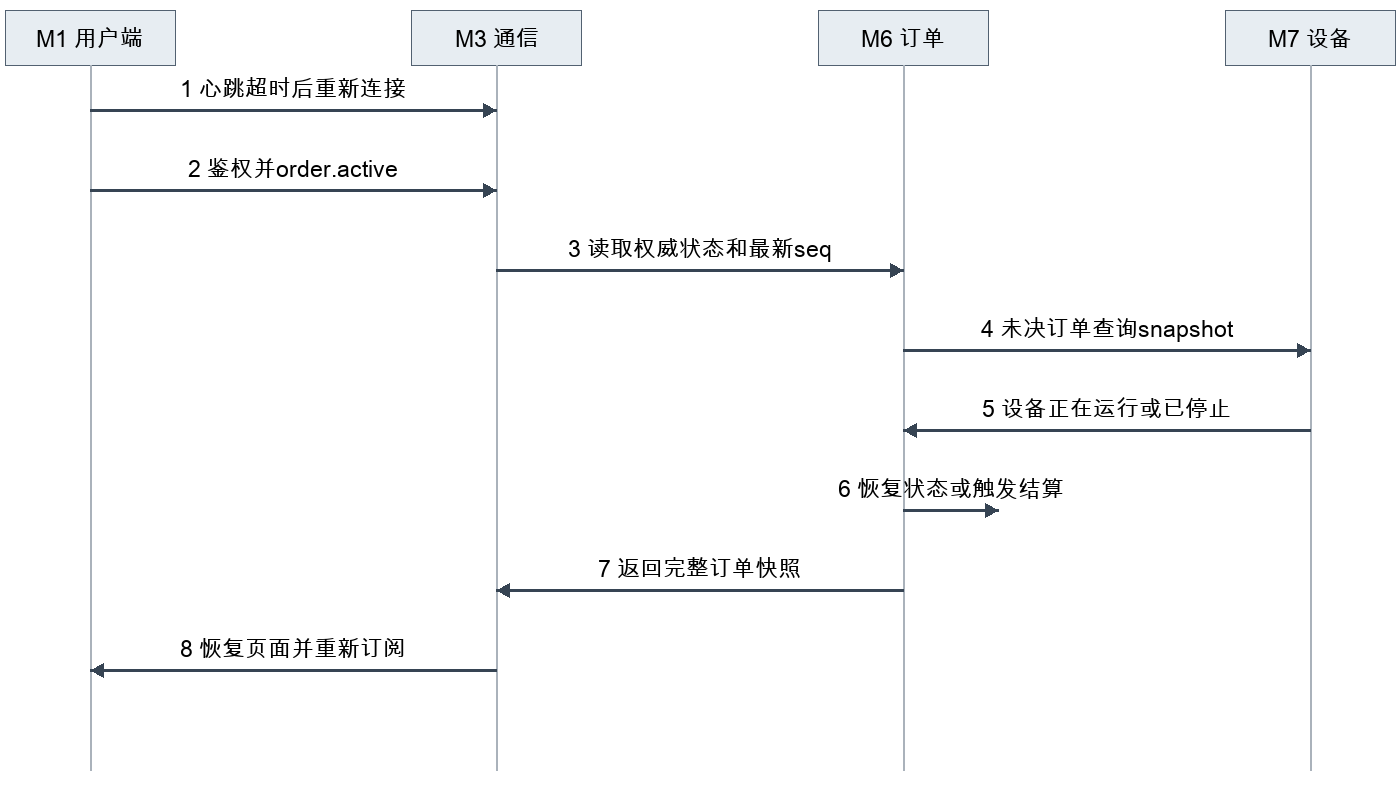 M1 用户端
M3 通信
M6 订单
M7 设备
1 心跳超时后重新连接
2 鉴权并order.active
3 读取权威状态和最新seq
4 未决订单查询snapshot
5 设备正在运行或已停止
6 恢复状态或触发结算
7 返回完整订单快照
8 恢复页面并重新订阅